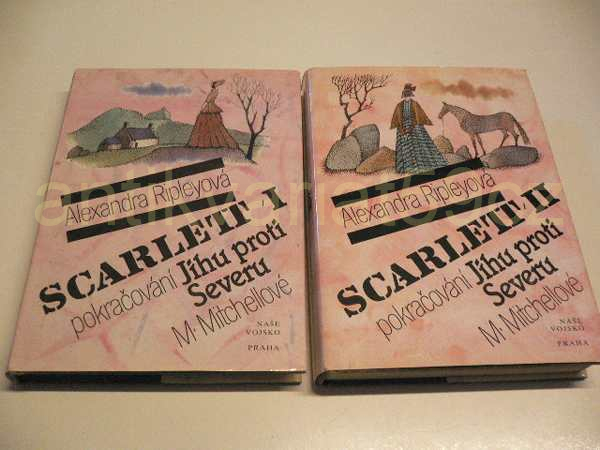 Alexandra Ripleyová
SCARLETT I
pokračování Jihu proti
Severu
M. Mitchellové
NAŠE
VOJSKO
PRAHA
Alexandra Ripleyová
SCARLETT II
pokračování Jihu proti
Severu
M. Mitchellové
NAŠE
VOJSKO
PRAHA